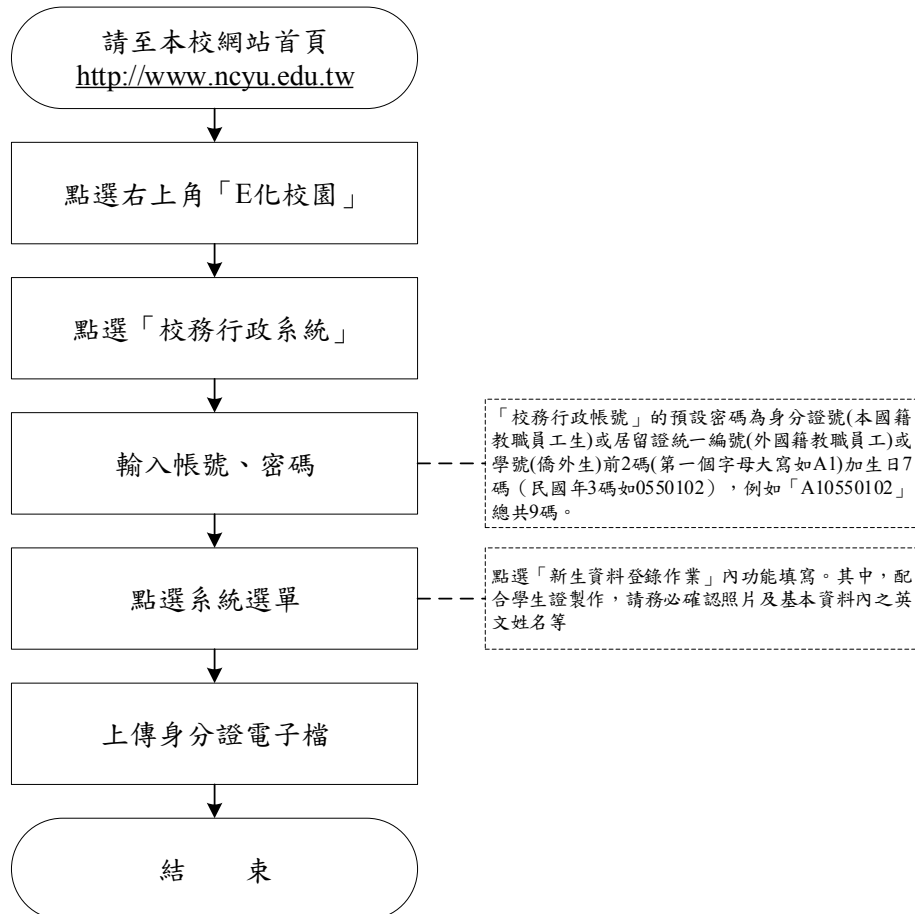 請至本校網站首頁
http://www.ncyu.edu.tw
點選右上角「E化校園」
點選「校務行政系統」
輸入帳號、密碼
「校務行政帳號」的預設密碼為身分證號(本國籍
教職員工生)或居留證統一編號(外國籍教職員工)或
學號(僑外生)前2碼(第一個字母大寫如A1)加生日7
碼（民國年3碼如0550102），例如「A10550102」
總共9碼。
點選系統選單
點選「新生資料登錄作業」內功能填寫。其中，配
合學生證製作，請務必確認照片及基本資料內之英
文姓名等
上傳身分證電子檔
結　　束